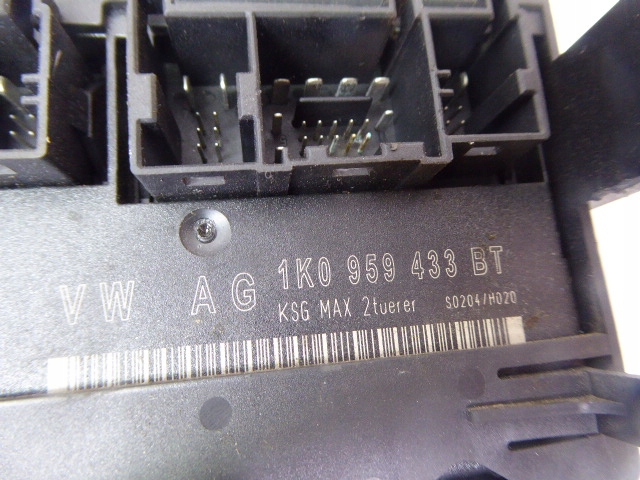 VW AG 1K0 959 433 BT
KSG MAX 2tuerer S0204/H020